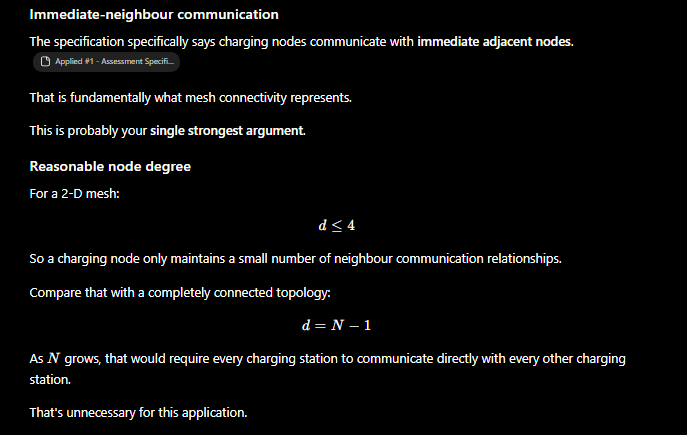 Immediate-neighbour communication
The specification specifically says charging nodes communicate with immediate adjacent nodes.
Applied #1 - Assessment Specifi...
That is fundamentally what mesh connectivity represents.
This is probably your single strongest argument.
Reasonable node degree
For a 2-D mesh:
d ≤ 4
So a charging node only maintains a small number of neighbour communication relationships.
Compare that with a completely connected topology:
d = N − 1
As N grows, that would require every charging station to communicate directly with every other charging
station.
That's unnecessary for this application.